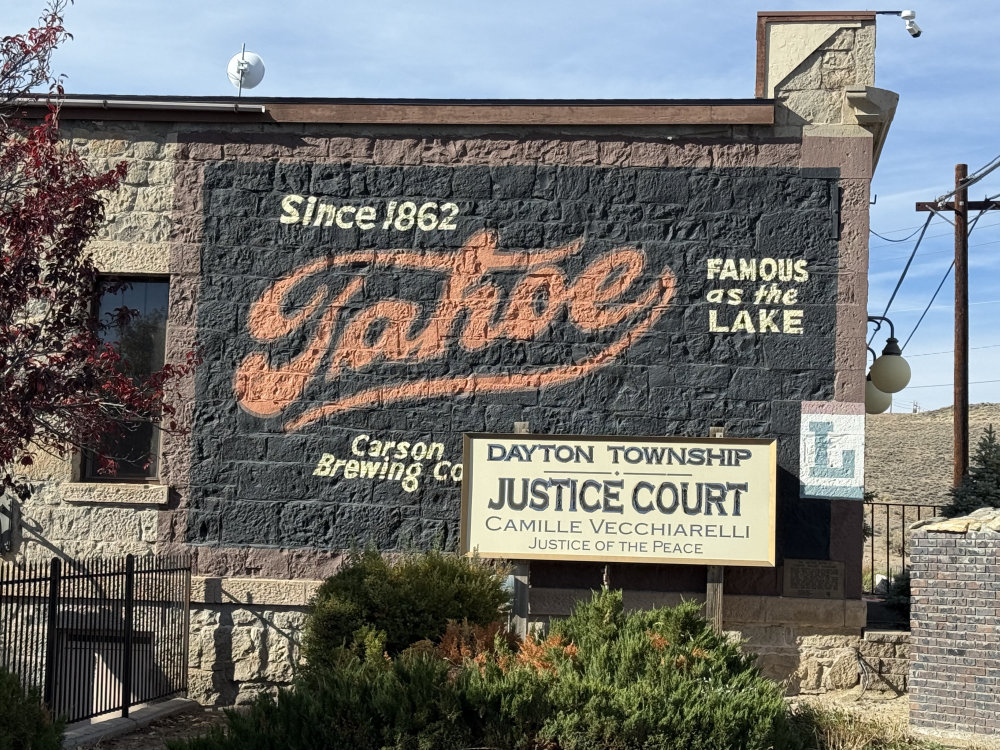 Since 1862
Tahoe
FAMOUS
as the
LAKE
Carson
Brewing Co
DAYTON TOWNSHIP
JUSTICE COURT
CAMILLE VECCHIARELLI
JUSTICE OF THE PEACE
L